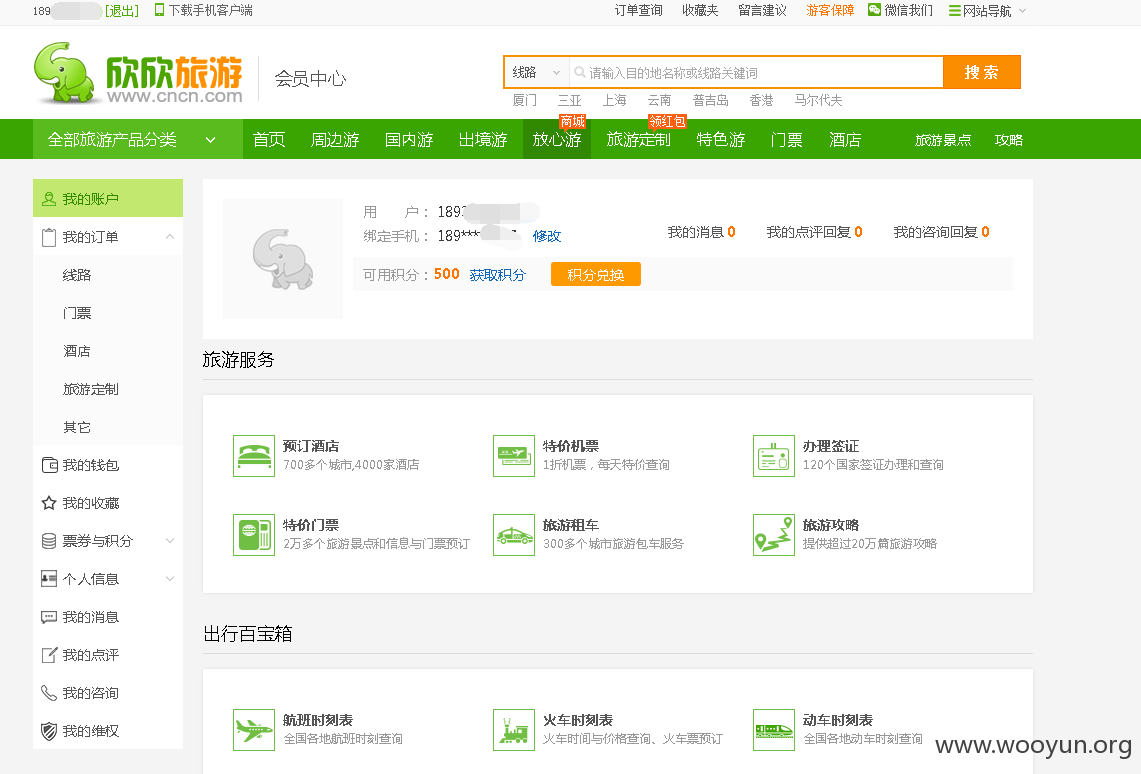 189 [退出] 下载手机客户端 订单查询 收藏夹 留言建议 游客保障 微信我们 网站导航
欣欣旅游
www.cncn.com
会员中心
线路 请输入目的地名称或线路关键词 搜 索
厦门 三亚 上海 云南 普吉岛 香港 马尔代夫
商城 领红包
全部旅游产品分类 首页 周边游 国内游 出境游 放心游 旅游定制 特色游 门票 酒店 旅游景点 攻略
我的账户
我的订单
线路
门票
酒店
旅游定制
其它
我的钱包
我的收藏
票券与积分
个人信息
我的消息
我的点评
我的咨询
我的维权
用 户： 189
绑定手机： 189*** 修改
我的消息 0 我的点评回复 0 我的咨询回复 0
可用积分：500 获取积分 积分兑换
旅游服务
预订酒店
700多个城市,4000家酒店
特价机票
1折机票，每天特价查询
办理签证
120个国家签证办理和查询
特价门票
2万多个旅游景点和信息与门票预订
旅游租车
300多个城市旅游包车服务
旅游攻略
提供超过20万篇旅游攻略
出行百宝箱
航班时刻表
全国各地航班时刻查询
火车时刻表
火车时间与价格查询、火车票预订
动车时刻表
全国各地动车时刻查询
www.wooyun.org